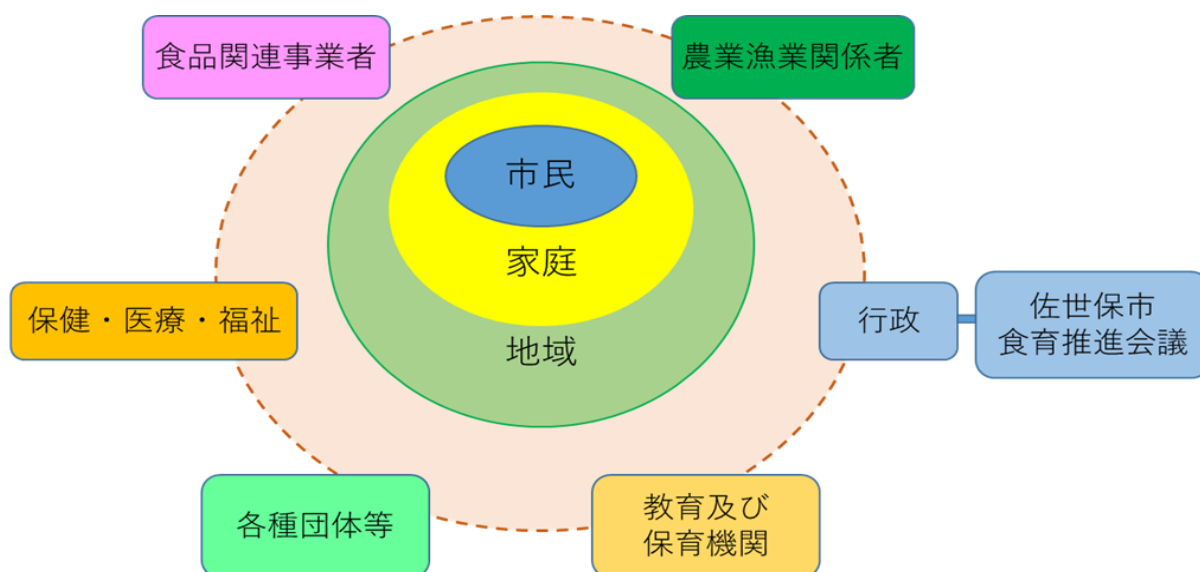 食品関連事業者
農業漁業関係者
市民
家庭
保健・医療・福祉
行政
佐世保市
食育推進会議
地域
各種団体等
教育及び
保育機関